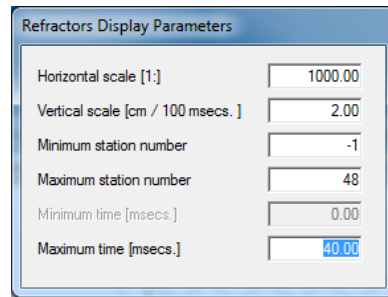 Refractors Display Parameters
Horizontal scale [1:] 1000.00
Vertical scale [cm / 100 msecs. ] 2.00
Minimum station number -1
Maximum station number 48
Minimum time [msecs.] 0.00
Maximum time [msecs.] 40.00